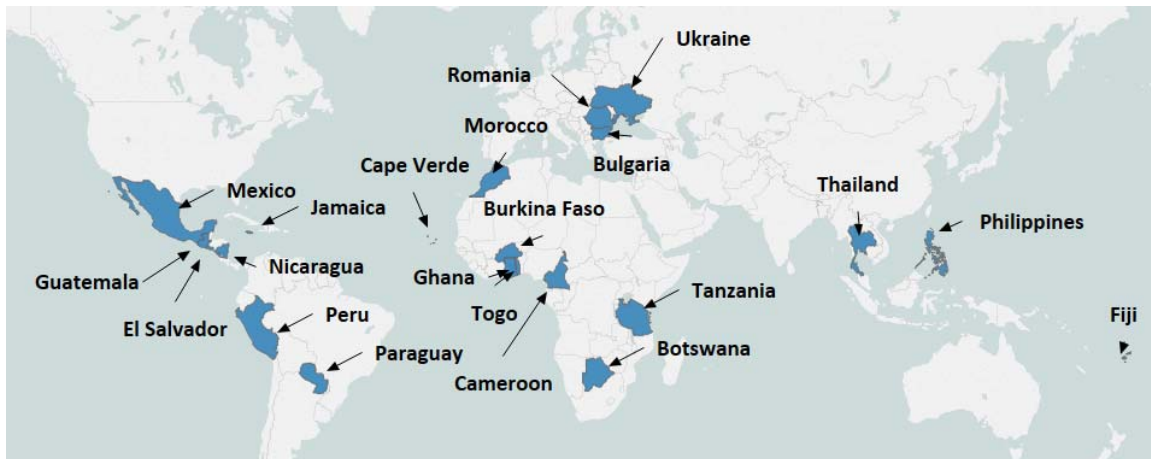 Ukraine
Romania
Morocco
Cape Verde
Bulgaria
Thailand
Mexico
Jamaica
Burkina Faso
Philippines
Guatemala
Nicaragua
Ghana
Tanzania
El Salvador
Peru
Togo
Fiji
Paraguay
Cameroon
Botswana